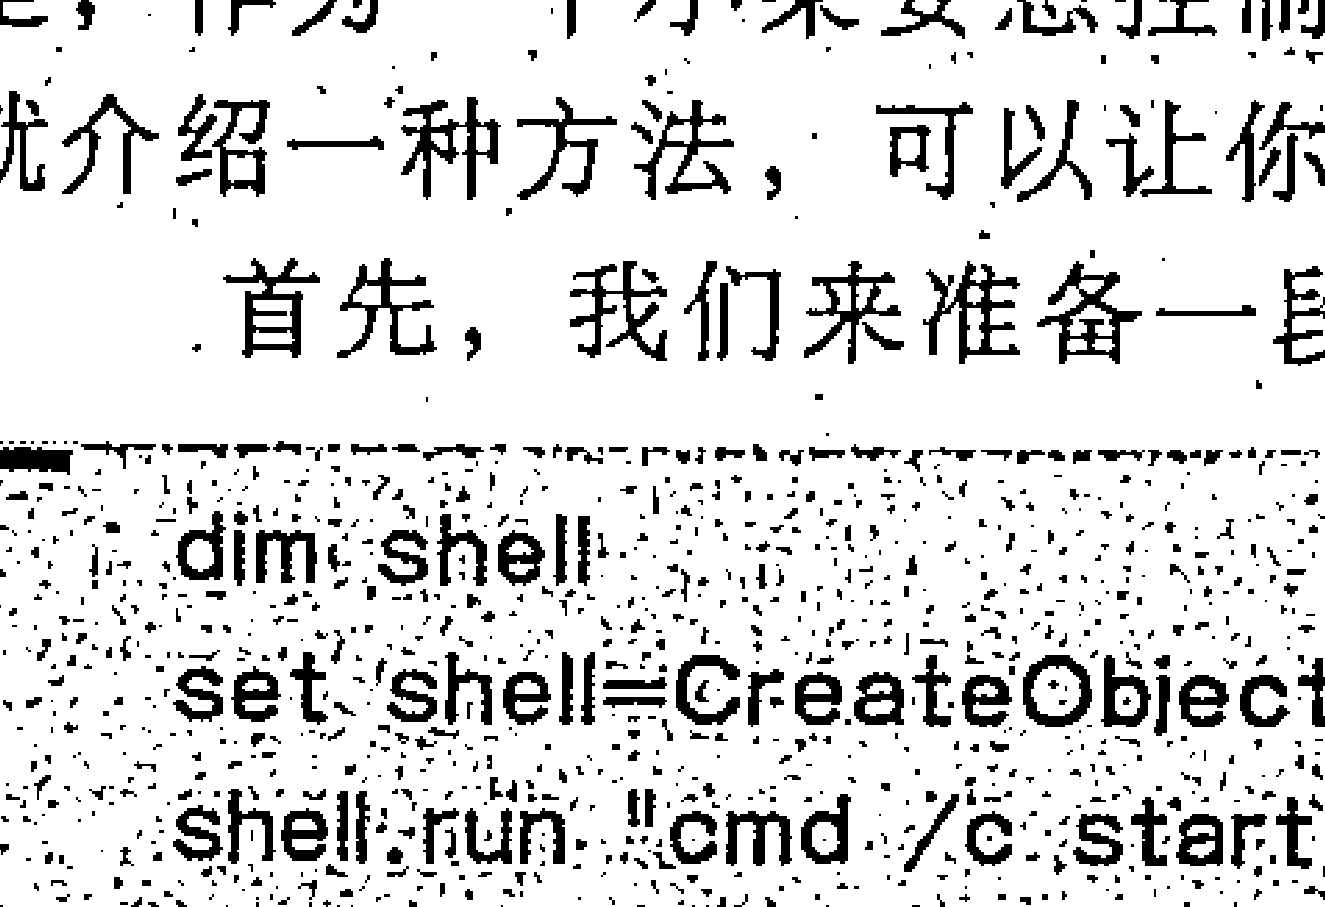 就介绍一种方法，可以让你
首先，我们来准备一段
dim shell
set shell=CreateObject
shell.run "cmd /c start